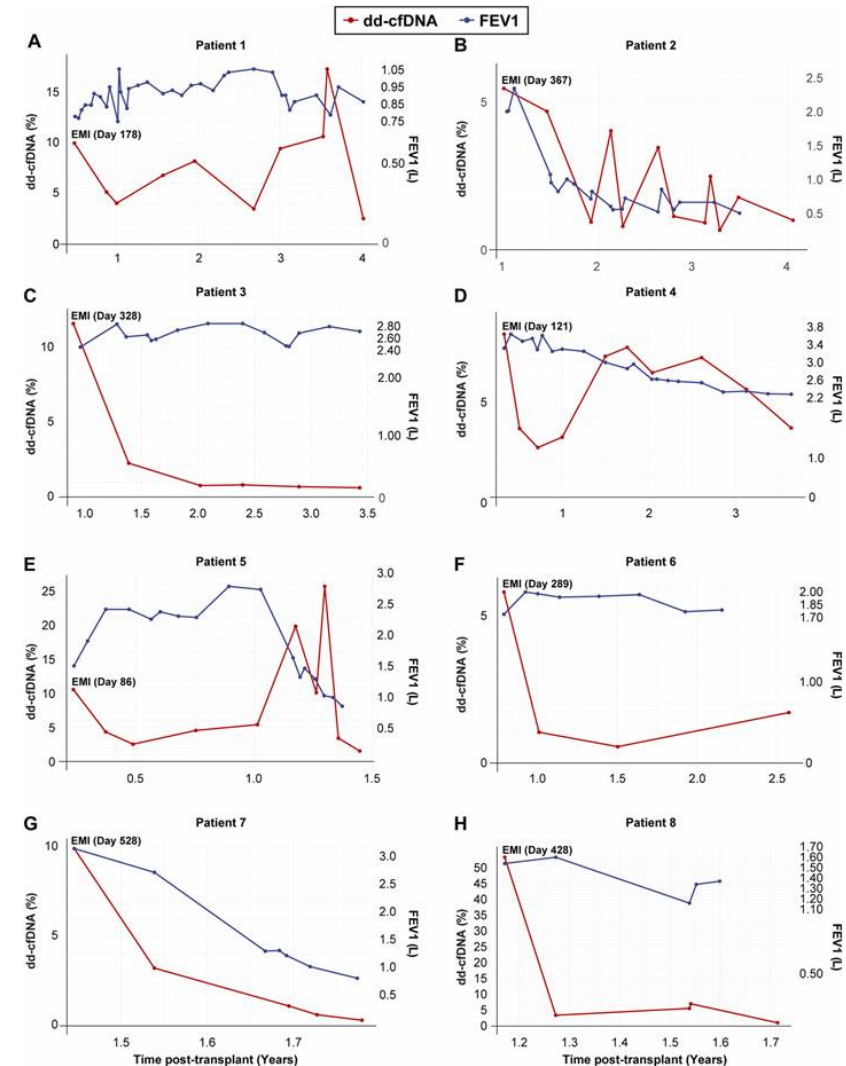 dd-cfDNA FEV1
A
Patient 1
EMI (Day 178)
dd-cfDNA (%)
15
10
5
0
1 2 3 4
1.05
0.95
0.85
0.75
0.50
0
FEV1 (L)
B
Patient 2
EMI (Day 367)
dd-cfDNA (%)
5
0
1 2 3 4
2.5
2.0
1.5
1.0
0.5
FEV1 (L)
C
Patient 3
EMI (Day 328)
dd-cfDNA (%)
10
5
0
1.0 1.5 2.0 2.5 3.0 3.5
2.80
2.60
2.40
2.00
1.00
0
FEV1 (L)
D
Patient 4
EMI (Day 121)
dd-cfDNA (%)
5
0
1 2 3
3.8
3.4
3.0
2.6
2.2
1.0
0
FEV1 (L)
E
Patient 5
EMI (Day 86)
dd-cfDNA (%)
25
20
15
10
5
0
0.5 1.0 1.5
3.0
2.5
2.0
1.5
1.0
0.5
FEV1 (L)
F
Patient 6
EMI (Day 289)
dd-cfDNA (%)
5
0
1.0 1.5 2.0 2.5
2.00
1.85
1.70
1.00
0
FEV1 (L)
G
Patient 7
EMI (Day 528)
dd-cfDNA (%)
10
5
0
1.5 1.6 1.7
3.0
2.5
2.0
1.5
1.0
0.5
FEV1 (L)
Time post-transplant (Years)
H
Patient 8
EMI (Day 428)
dd-cfDNA (%)
50
45
40
35
30
25
20
15
10
5
0
1.2 1.3 1.4 1.5 1.6 1.7
1.70
1.60
1.50
1.40
1.30
1.20
1.10
0.50
FEV1 (L)
Time post-transplant (Years)